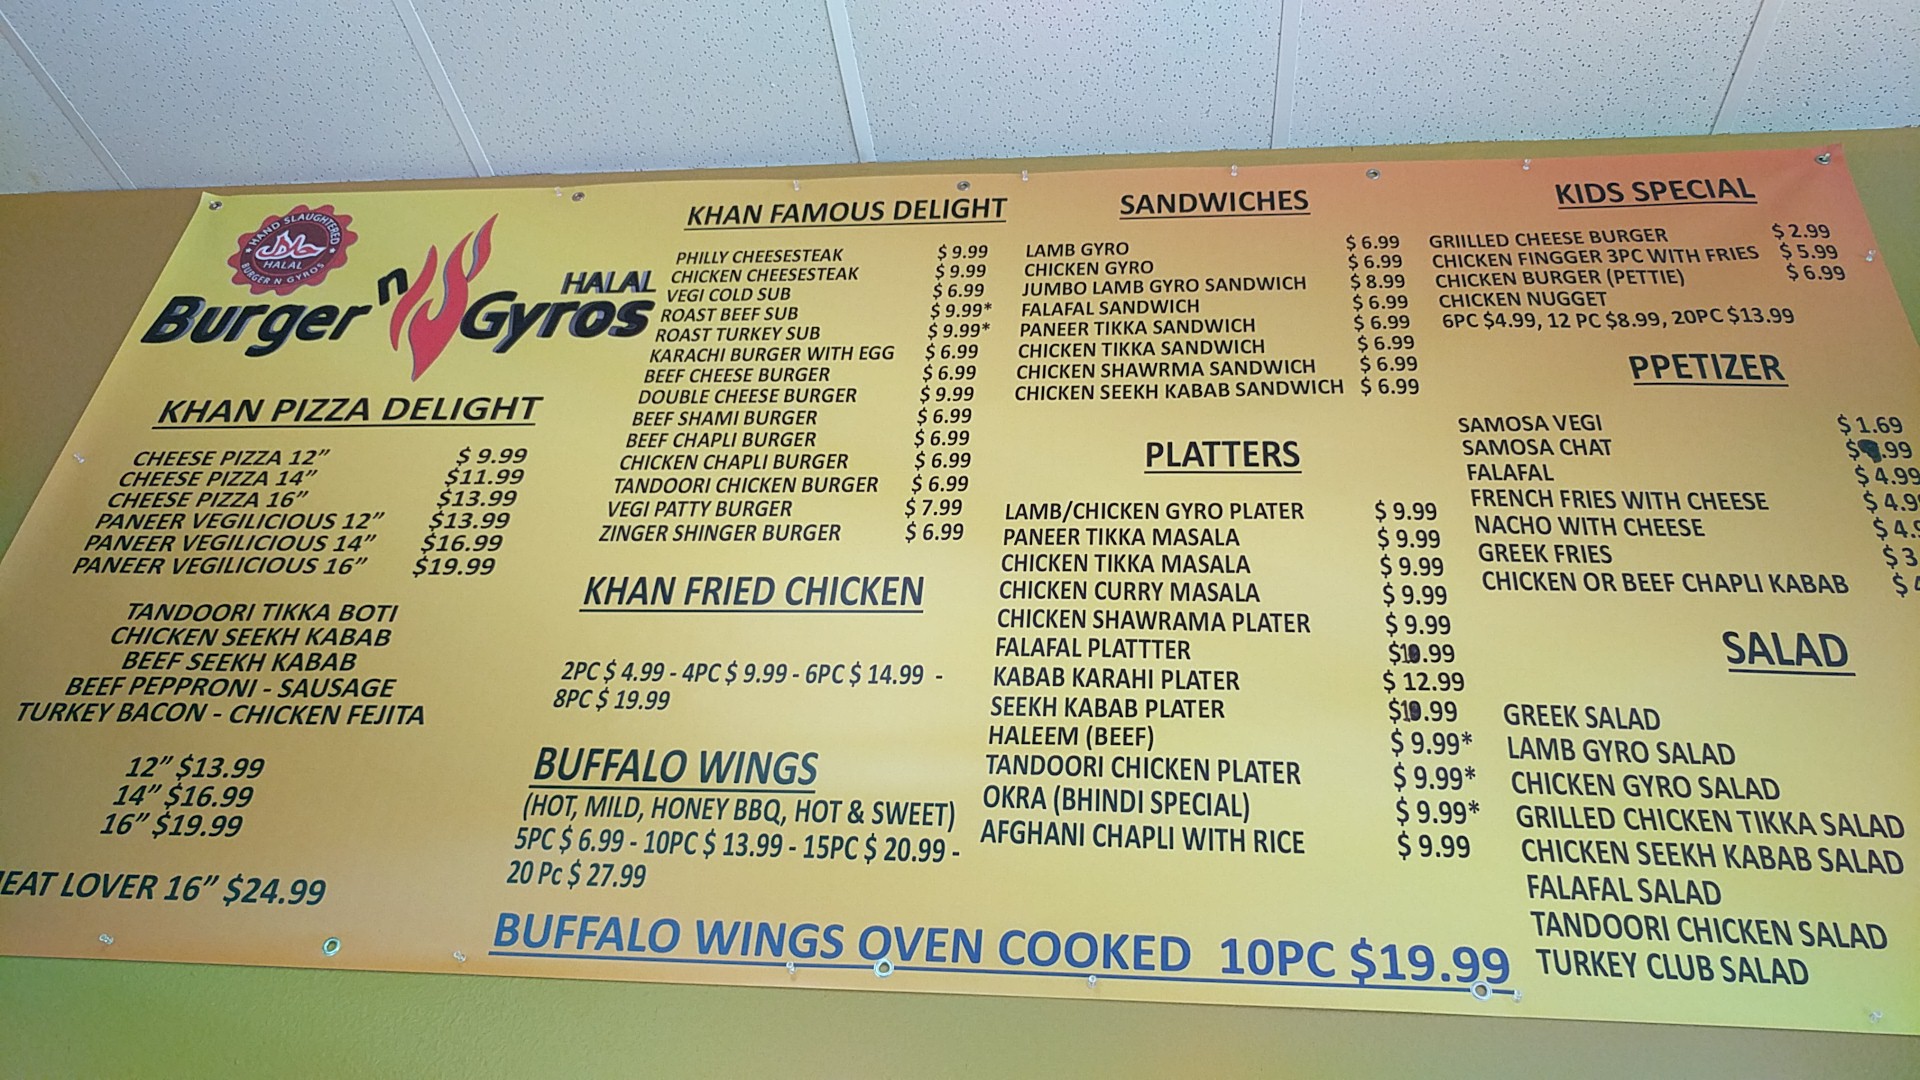 HAND SLAUGHTERED
HALAL
BURGER N GYROS
Burger n Gyros
HALAL
KHAN PIZZA DELIGHT
CHEESE PIZZA 12” $ 9.99
CHEESE PIZZA 14” $11.99
CHEESE PIZZA 16” $13.99
PANEER VEGILICIOUS 12” $13.99
PANEER VEGILICIOUS 14” $16.99
PANEER VEGILICIOUS 16” $19.99
TANDOORI TIKKA BOTI
CHICKEN SEEKH KABAB
BEEF SEEKH KABAB
BEEF PEPPRONI - SAUSAGE
TURKEY BACON - CHICKEN FEJITA
12” $13.99
14” $16.99
16” $19.99
EAT LOVER 16” $24.99
KHAN FAMOUS DELIGHT
PHILLY CHEESESTEAK $ 9.99
CHICKEN CHEESESTEAK $ 9.99
VEGI COLD SUB $ 6.99
ROAST BEEF SUB $ 9.99*
ROAST TURKEY SUB $ 9.99*
KARACHI BURGER WITH EGG $ 6.99
BEEF CHEESE BURGER $ 6.99
DOUBLE CHEESE BURGER $ 9.99
BEEF SHAMI BURGER $ 6.99
BEEF CHAPLI BURGER $ 6.99
CHICKEN CHAPLI BURGER $ 6.99
TANDOORI CHICKEN BURGER $ 6.99
VEGI PATTY BURGER $ 7.99
ZINGER SHINGER BURGER $ 6.99
KHAN FRIED CHICKEN
2PC $ 4.99 - 4PC $ 9.99 - 6PC $ 14.99 -
8PC $ 19.99
BUFFALO WINGS
(HOT, MILD, HONEY BBQ, HOT & SWEET)
5PC $ 6.99 - 10PC $ 13.99 - 15PC $ 20.99 -
20 Pc $ 27.99
BUFFALO WINGS OVEN COOKED 10PC $19.99
SANDWICHES
LAMB GYRO $ 6.99
CHICKEN GYRO $ 6.99
JUMBO LAMB GYRO SANDWICH $ 8.99
FALAFAL SANDWICH $ 6.99
PANEER TIKKA SANDWICH $ 6.99
CHICKEN TIKKA SANDWICH $ 6.99
CHICKEN SHAWRMA SANDWICH $ 6.99
CHICKEN SEEKH KABAB SANDWICH $ 6.99
PLATTERS
LAMB/CHICKEN GYRO PLATER $ 9.99
PANEER TIKKA MASALA $ 9.99
CHICKEN TIKKA MASALA $ 9.99
CHICKEN CURRY MASALA $ 9.99
CHICKEN SHAWRAMA PLATER $ 9.99
FALAFAL PLATTTER
KABAB KARAHI PLATER $ 12.99
SEEKH KABAB PLATER
HALEEM (BEEF) $ 9.99*
TANDOORI CHICKEN PLATER $ 9.99*
OKRA (BHINDI SPECIAL) $ 9.99*
AFGHANI CHAPLI WITH RICE $ 9.99
KIDS SPECIAL
GRIILLED CHEESE BURGER $ 2.99
CHICKEN FINGGER 3PC WITH FRIES $ 5.99
CHICKEN BURGER (PETTIE) $ 6.99
CHICKEN NUGGET
6PC $4.99, 12 PC $8.99, 20PC $13.99
PPETIZER
SAMOSA VEGI $ 1.69
SAMOSA CHAT
FALAFAL $ 4.99
FRENCH FRIES WITH CHEESE $ 4.9
NACHO WITH CHEESE $ 4.
GREEK FRIES $ 3
CHICKEN OR BEEF CHAPLI KABAB $
SALAD
GREEK SALAD
LAMB GYRO SALAD
CHICKEN GYRO SALAD
GRILLED CHICKEN TIKKA SALAD
CHICKEN SEEKH KABAB SALAD
FALAFAL SALAD
TANDOORI CHICKEN SALAD
TURKEY CLUB SALAD